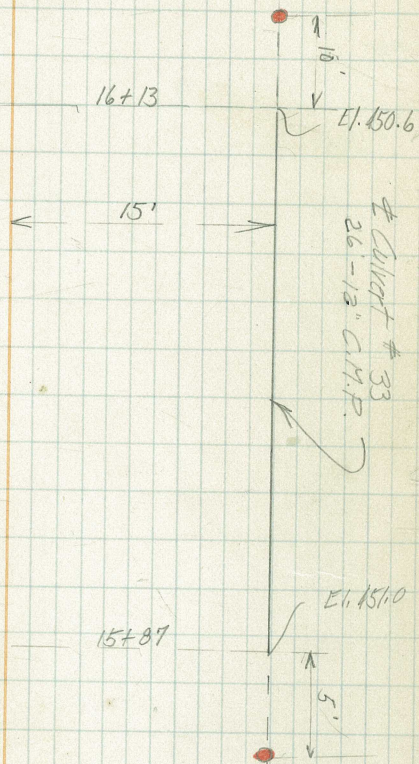 10'
16+13
El. 150.6
15'
℄ Culvert # 33
26'-12" C.M.P.
El. 151.0
15+87
5'